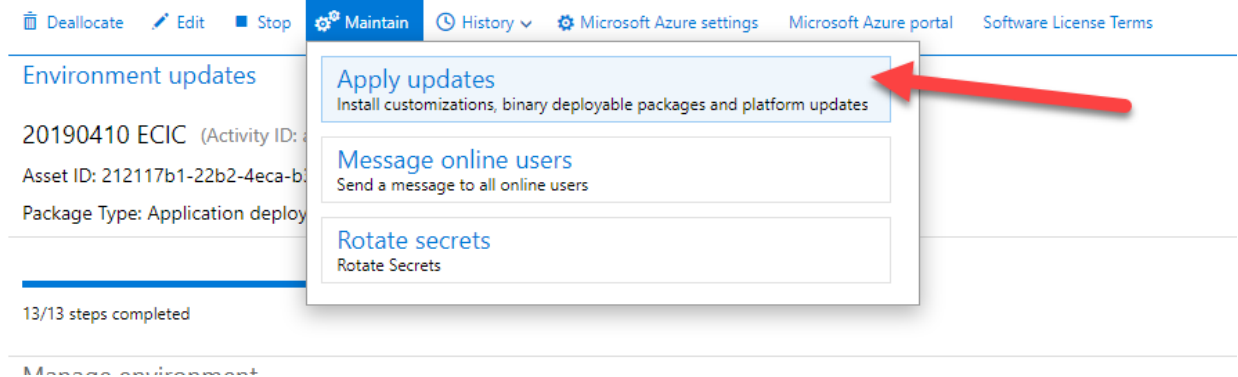 Deallocate Edit Stop Maintain History Microsoft Azure settings Microsoft Azure portal Software License Terms
Environment updates
Apply updates
Install customizations, binary deployable packages and platform updates
20190410 ECIC (Activity ID:
Message online users
Send a message to all online users
Asset ID: 212117b1-22b2-4eca-b
Package Type: Application deploy
Rotate secrets
Rotate Secrets
13/13 steps completed
Manage environment